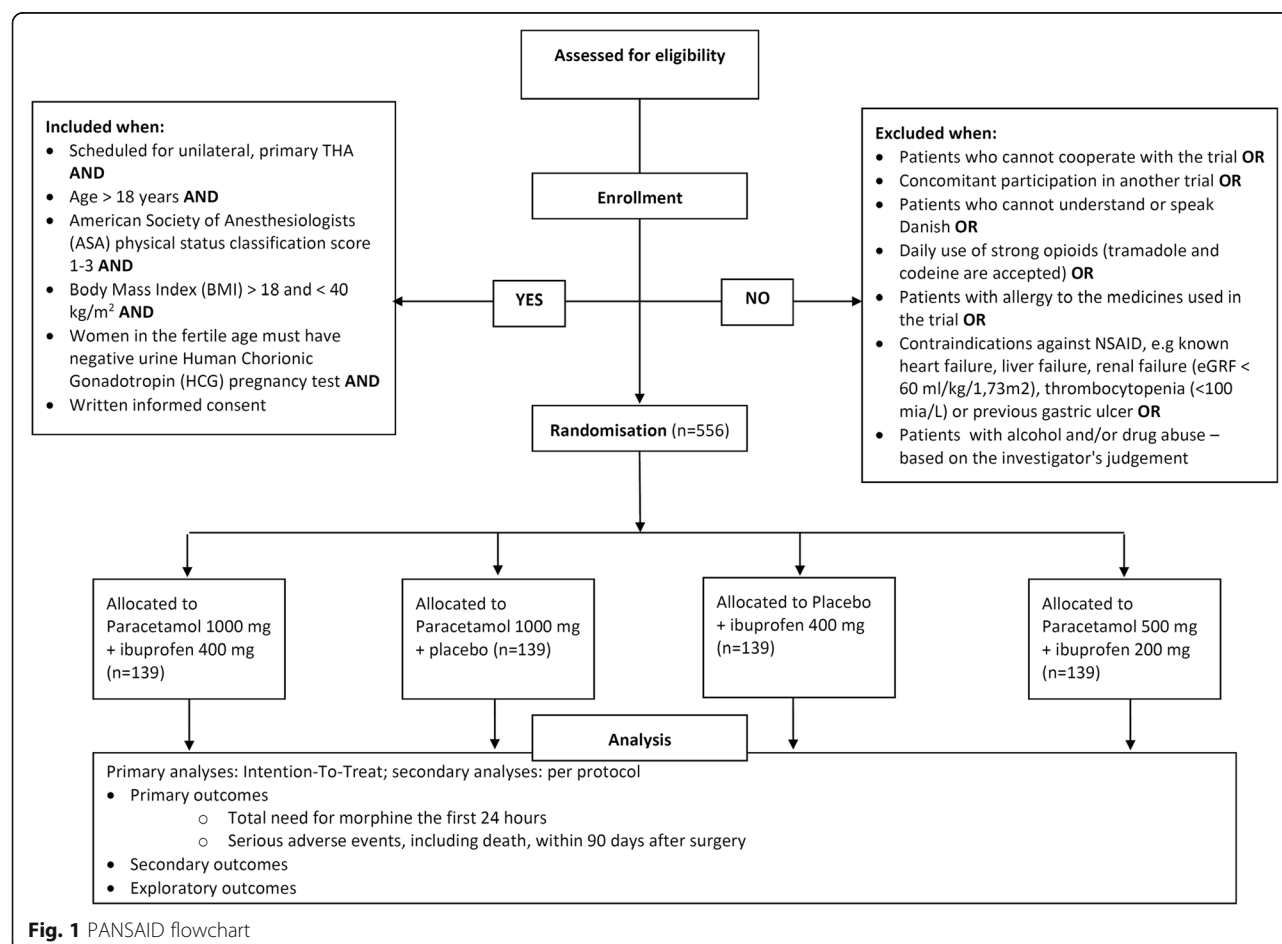 Assessed for eligibility
Included when:
• Scheduled for unilateral, primary THA
AND
• Age > 18 years AND
• American Society of Anesthesiologists
(ASA) physical status classification score
1-3 AND
• Body Mass Index (BMI) > 18 and < 40
kg/m² AND
• Women in the fertile age must have
negative urine Human Chorionic
Gonadotropin (HCG) pregnancy test AND
• Written informed consent
Enrollment
YES
NO
Excluded when:
• Patients who cannot cooperate with the trial OR
• Concomitant participation in another trial OR
• Patients who cannot understand or speak
Danish OR
• Daily use of strong opioids (tramadole and
codeine are accepted) OR
• Patients with allergy to the medicines used in
the trial OR
• Contraindications against NSAID, e.g known
heart failure, liver failure, renal failure (eGRF <
60 ml/kg/1,73m2), thrombocytopenia (<100
mia/L) or previous gastric ulcer OR
• Patients with alcohol and/or drug abuse –
based on the investigator's judgement
Randomisation (n=556)
Allocated to
Paracetamol 1000 mg
+ ibuprofen 400 mg
(n=139)
Allocated to
Paracetamol 1000 mg
+ placebo (n=139)
Allocated to Placebo
+ ibuprofen 400 mg
(n=139)
Allocated to
Paracetamol 500 mg
+ ibuprofen 200 mg
(n=139)
Analysis
Primary analyses: Intention-To-Treat; secondary analyses: per protocol
• Primary outcomes
o Total need for morphine the first 24 hours
o Serious adverse events, including death, within 90 days after surgery
• Secondary outcomes
• Exploratory outcomes
Fig. 1 PANSAID flowchart